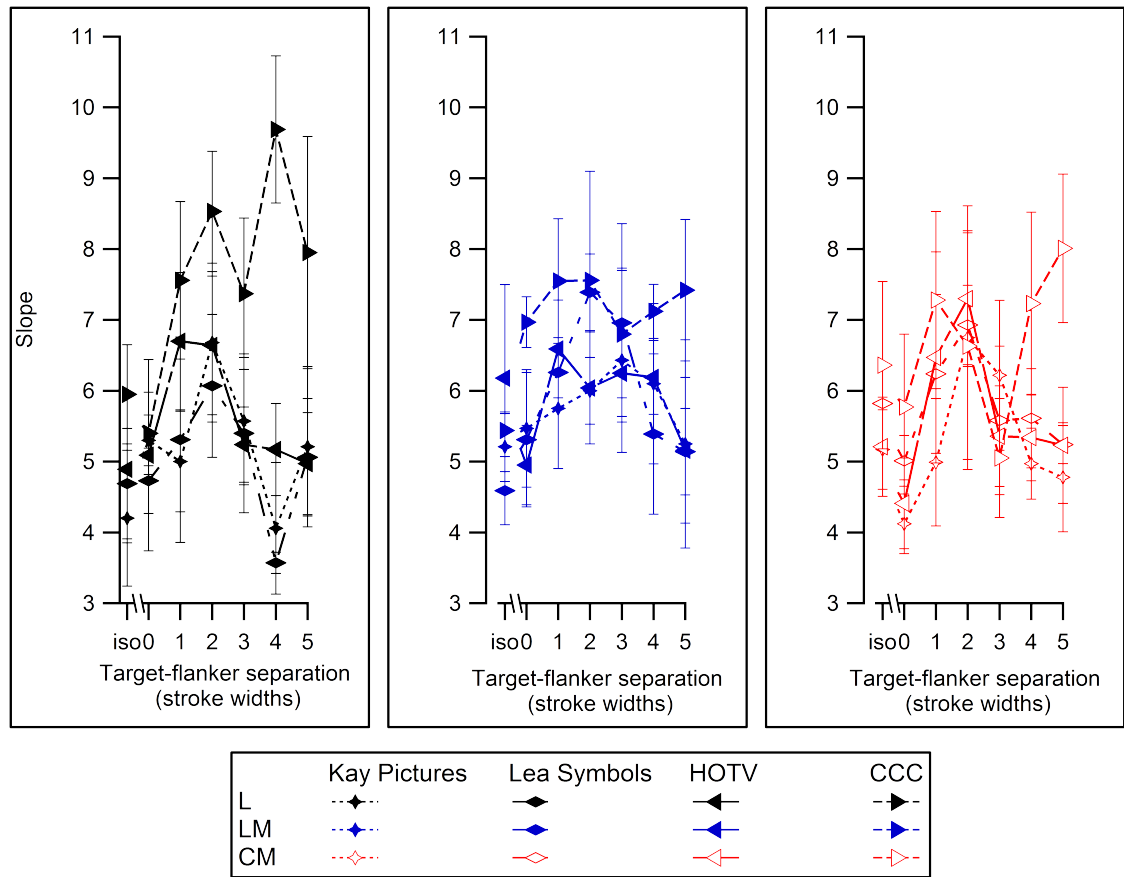 Slope
11
10
9
8
7
6
5
4
3
iso 0 1 2 3 4 5
Target-flanker separation
(stroke widths)
11
10
9
8
7
6
5
4
3
iso 0 1 2 3 4 5
Target-flanker separation
(stroke widths)
11
10
9
8
7
6
5
4
3
iso 0 1 2 3 4 5
Target-flanker separation
(stroke widths)
Kay Pictures Lea Symbols HOTV CCC
L
LM
CM